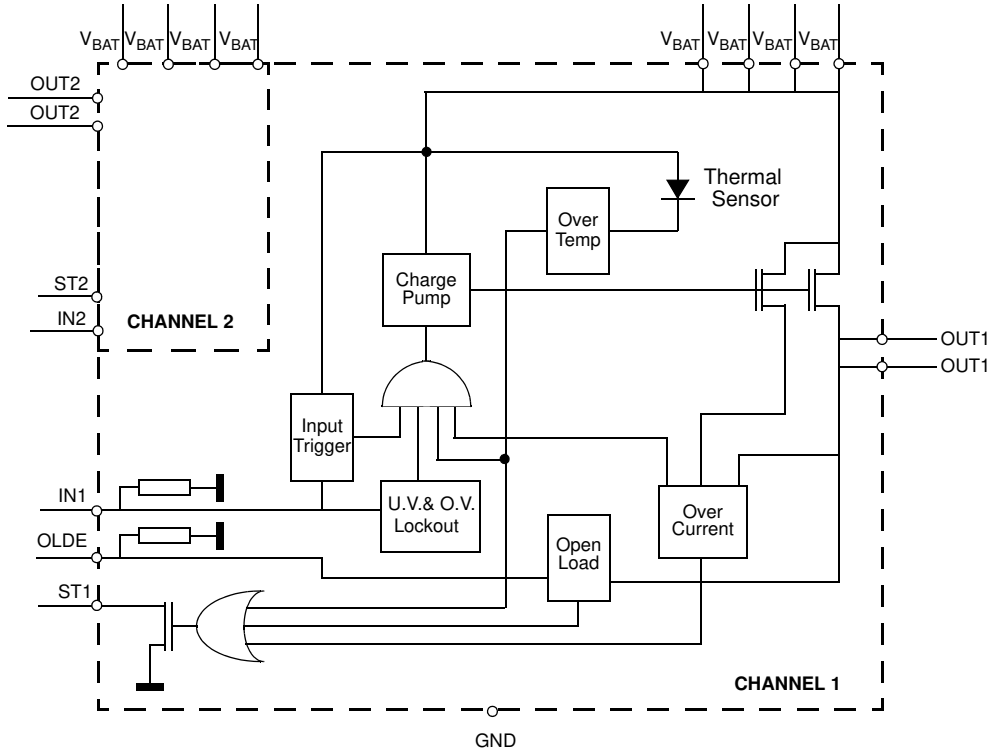 VBAT VBAT VBAT VBAT
VBAT VBAT VBAT VBAT
OUT2
OUT2
Thermal
Sensor
Over
Temp
Charge
Pump
ST2
IN2
CHANNEL 2
OUT1
OUT1
Input
Trigger
IN1
U.V.& O.V.
Lockout
Over
Current
OLDE
Open
Load
ST1
CHANNEL 1
GND